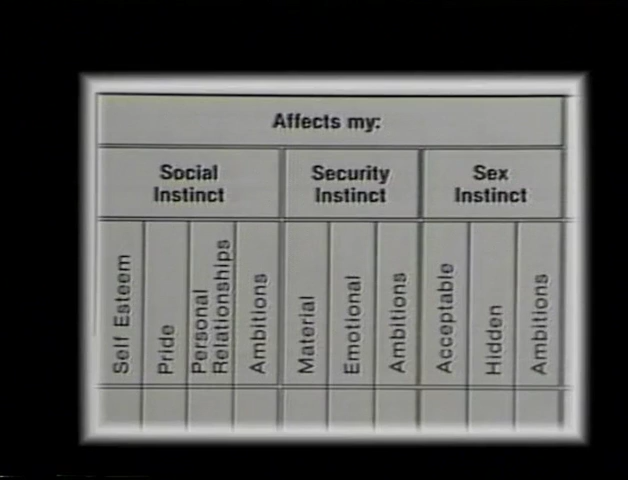 Affects my:
Social
Instinct
Security
Instinct
Sex
Instinct
Self Esteem
Pride
Personal
Relationships
Ambitions
Material
Emotional
Ambitions
Acceptable
Hidden
Ambitions